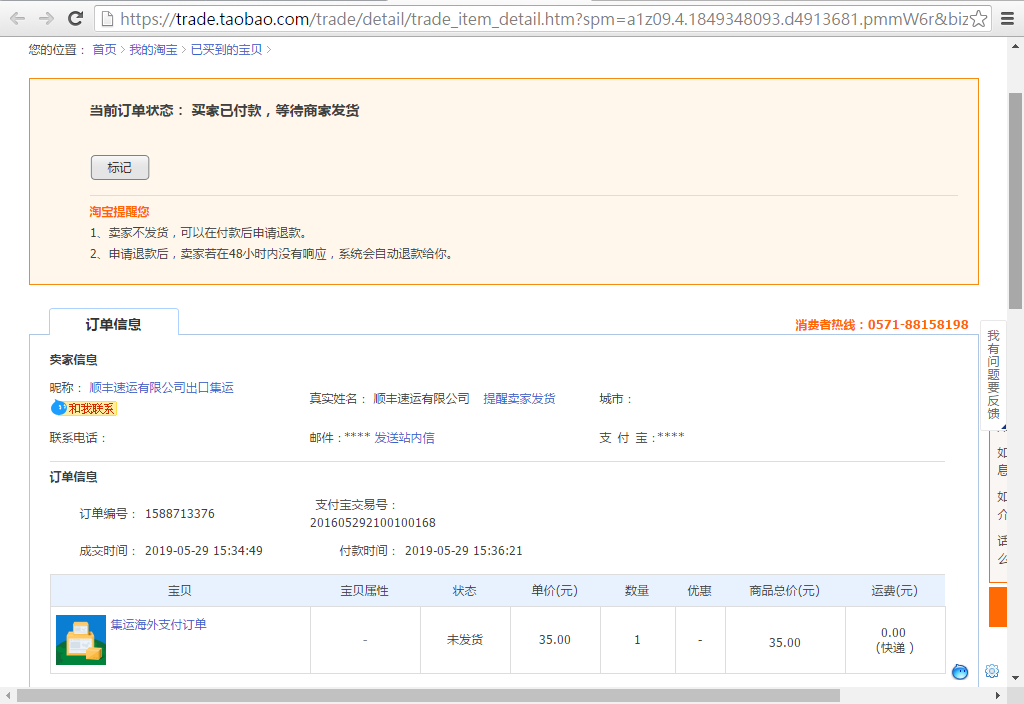 https://trade.taobao.com/trade/detail/trade_item_detail.htm?spm=a1z09.4.1849348093.d4913681.pmmW6r&biz
您的位置： 首页 > 我的淘宝 > 已买到的宝贝 >
当前订单状态： 买家已付款，等待商家发货
标记
淘宝提醒您
1、卖家不发货，可以在付款后申请退款。
2、申请退款后，卖家若在48小时内没有响应，系统会自动退款给你。
订单信息
消费者热线：0571-88158198
我有问题要反馈
卖家信息
昵称： 顺丰速运有限公司出口集运
和我联系
真实姓名： 顺丰速运有限公司 提醒卖家发货
城市：
联系电话：
邮件：**** 发送站内信
支 付 宝：****
如
息
如
介
话
么
订单信息
订单编号： 1588713376
支付宝交易号：
201605292100100168
成交时间： 2019-05-29 15:34:49
付款时间： 2019-05-29 15:36:21
宝贝 宝贝属性 状态 单价(元) 数量 优惠 商品总价(元) 运费(元)
集运海外支付订单 - 未发货 35.00 1 - 35.00 0.00
(快递 )